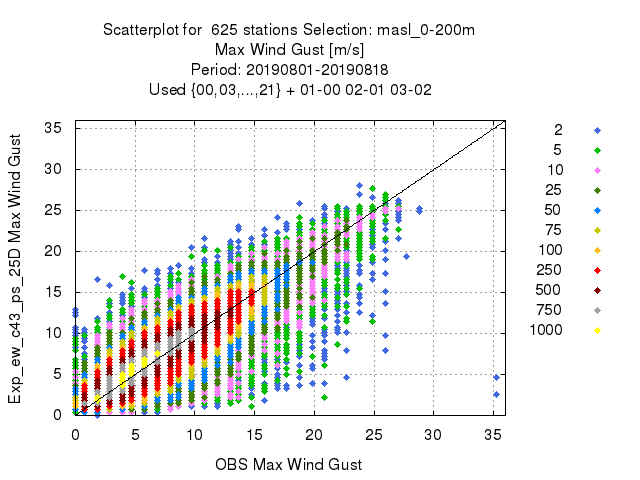 Scatterplot for  625 stations Selection: masl_0-200m
Max Wind Gust [m/s]
Period: 20190801-20190818
Used {00,03,...,21} + 01-00 02-01 03-02
Exp_ew_c43_ps_25D Max Wind Gust
35
30
25
20
15
10
5
0
0 5 10 15 20 25 30 35
OBS Max Wind Gust
2
5
10
25
50
75
100
250
500
750
1000